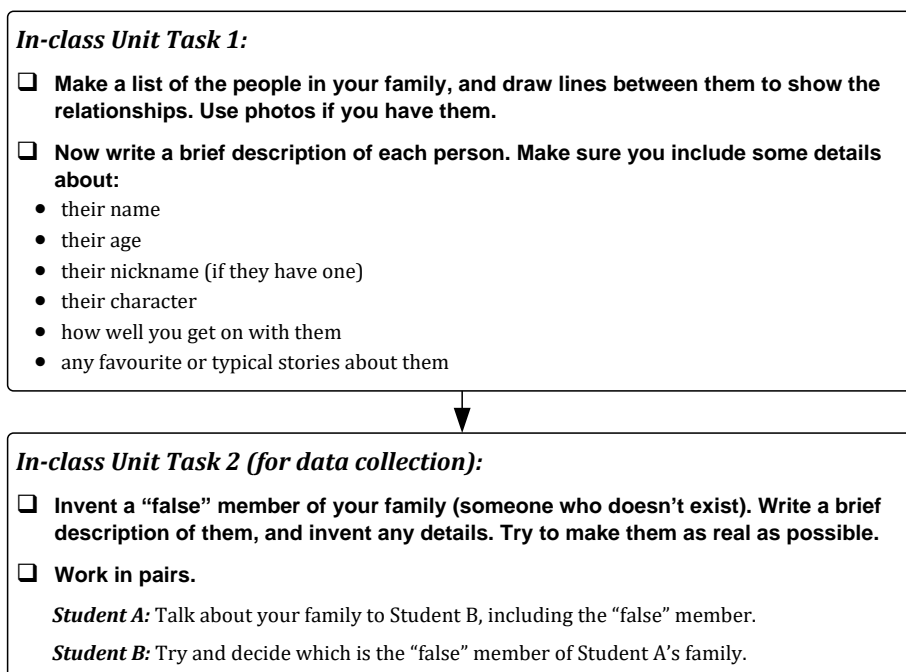 In-class Unit Task 1:
❑ Make a list of the people in your family, and draw lines between them to show the
relationships. Use photos if you have them.
❑ Now write a brief description of each person. Make sure you include some details
about:
• their name
• their age
• their nickname (if they have one)
• their character
• how well you get on with them
• any favourite or typical stories about them
In-class Unit Task 2 (for data collection):
❑ Invent a “false” member of your family (someone who doesn’t exist). Write a brief
description of them, and invent any details. Try to make them as real as possible.
❑ Work in pairs.
Student A: Talk about your family to Student B, including the “false” member.
Student B: Try and decide which is the “false” member of Student A’s family.